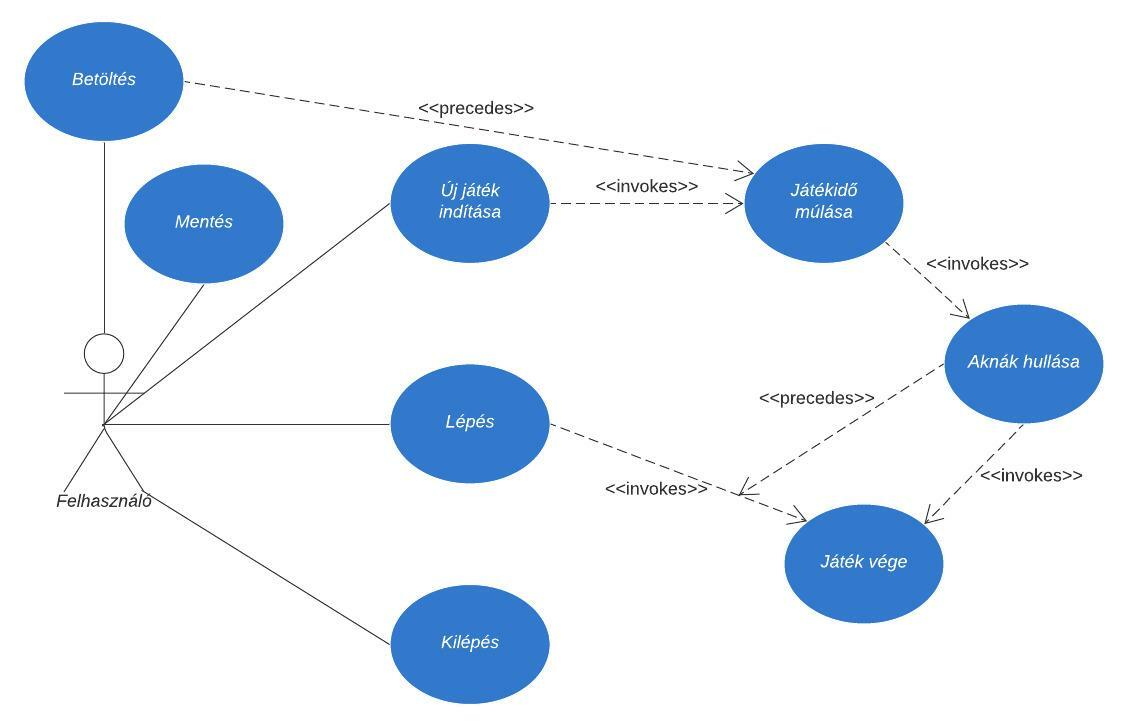 Betöltés
<<precedes>>
Mentés
Új játék
indítása
<<invokes>>
Játékidő
múlása
<<invokes>>
Aknák hullása
<<precedes>>
Lépés
<<invokes>>
<<invokes>>
Felhasználó
Játék vége
Kilépés